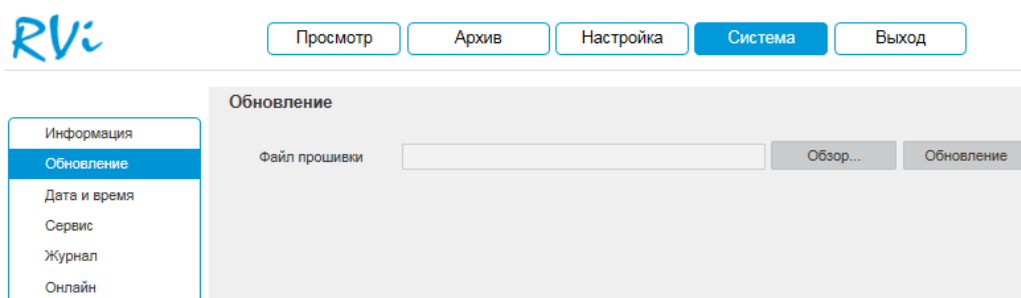 RVi
Просмотр Архив Настройка Система Выход
Обновление
Информация
Обновление
Дата и время
Сервис
Журнал
Онлайн
Файл прошивки Обзор... Обновление